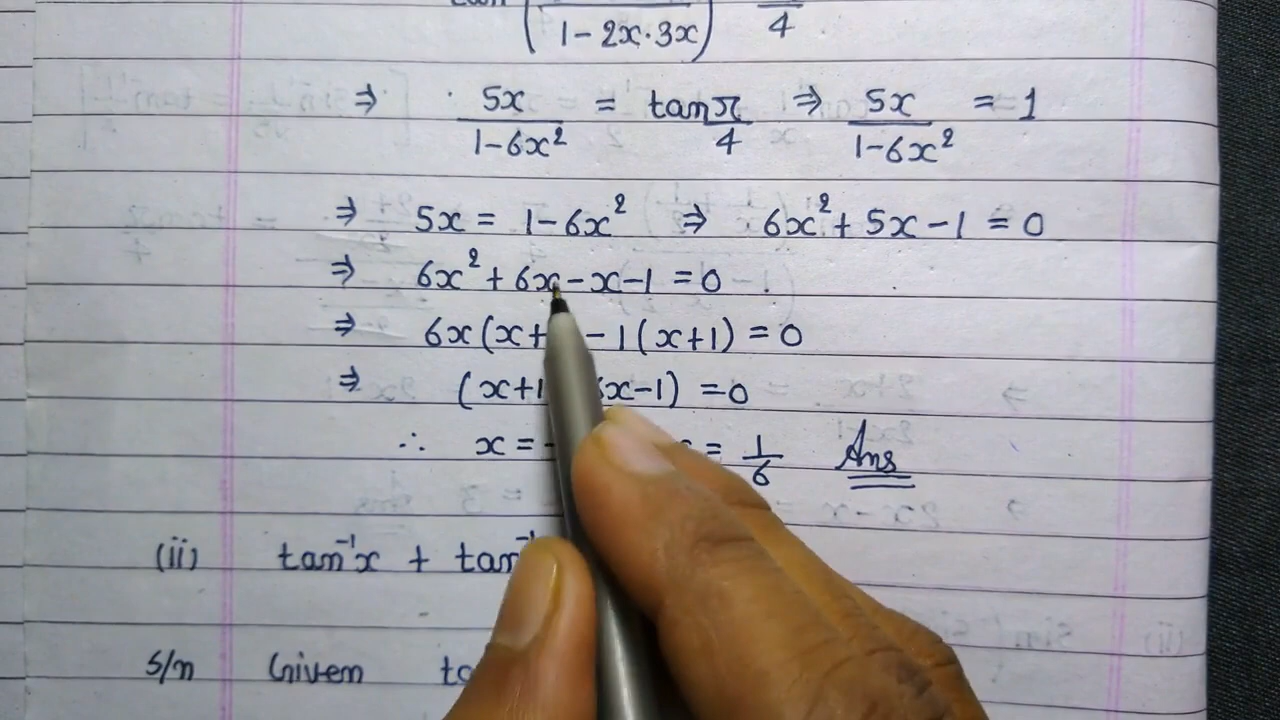 1-2x·3x) 4
⇒ 5x/1-6x² = tan π/4 ⇒ 5x/1-6x² = 1
⇒ 5x = 1-6x² ⇒ 6x²+5x-1 = 0
⇒ 6x²+6x-x-1 = 0
⇒ 6x(x+ -1(x+1) = 0
⇒ (x+1 6x-1) = 0
∴ x = - = 1/6 Ans
(ii) tan⁻¹x + tan⁻¹
S/n Given